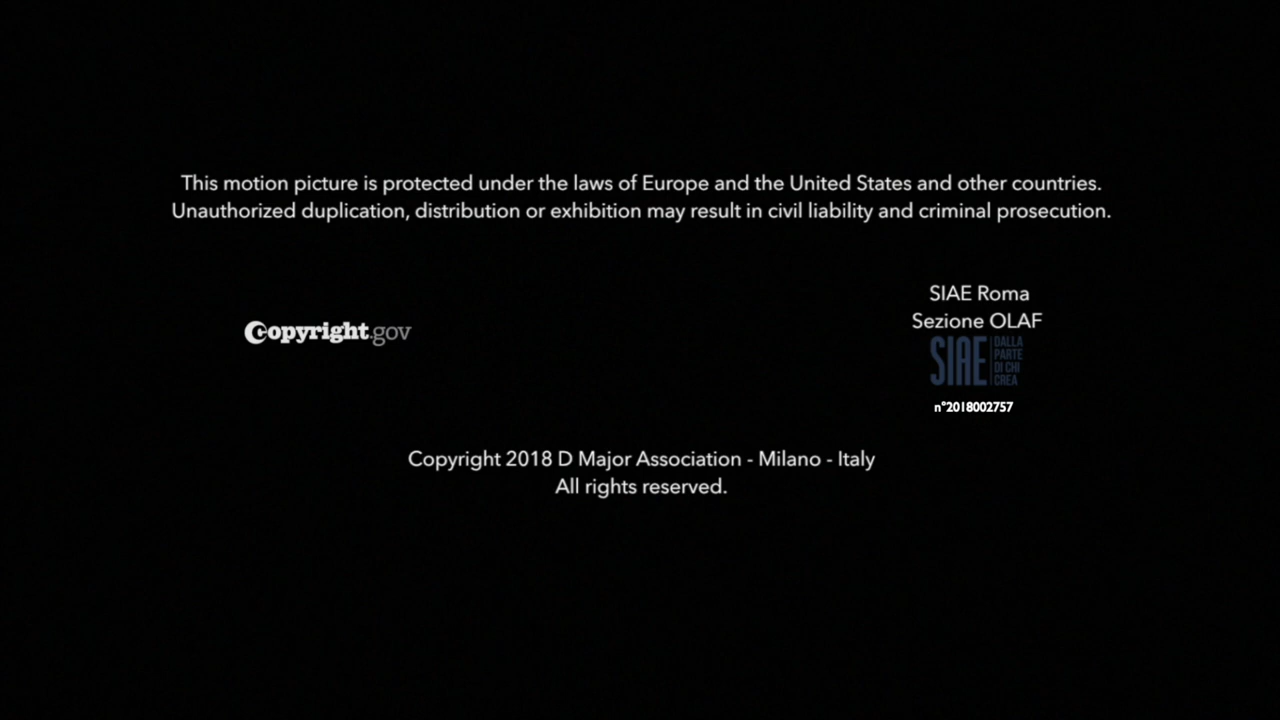 This motion picture is protected under the laws of Europe and the United States and other countries.
Unauthorized duplication, distribution or exhibition may result in civil liability and criminal prosecution.
Copyright.gov
SIAE Roma
Sezione OLAF
SIAE
DALLA
PARTE
DI CHI
CREA
n°2018002757
Copyright 2018 D Major Association - Milano - Italy
All rights reserved.